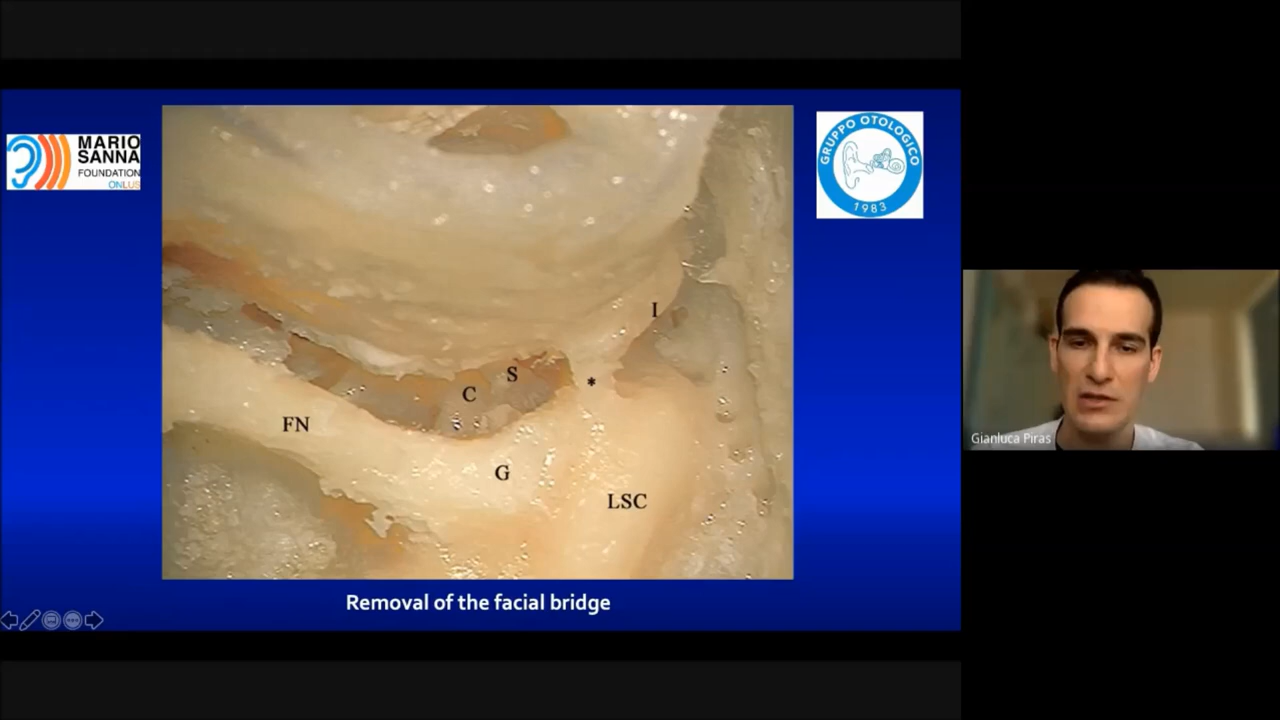 MARIO
SANNA
FOUNDATION
ONLUS
GRUPPO OTOLOGICO
1983
I
S
*
C
FN
G
LSC
Gianluca Piras
Removal of the facial bridge